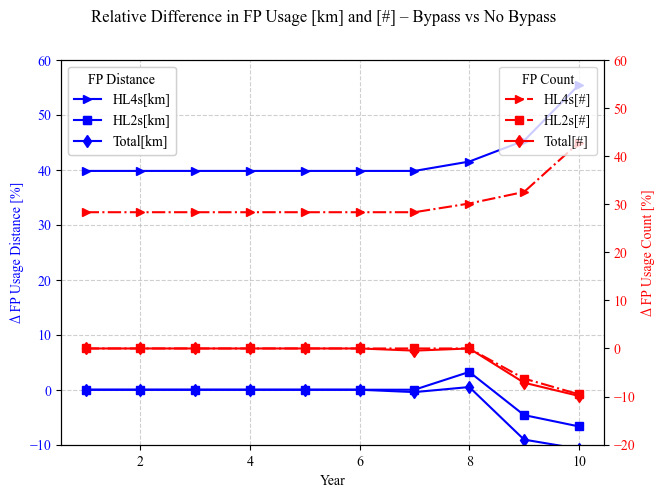 Relative Difference in FP Usage [km] and [#] – Bypass vs No Bypass
FP Distance
HL4s[km]
HL2s[km]
Total[km]
FP Count
HL4s[#]
HL2s[#]
Total[#]
Δ FP Usage Distance [%]
60
50
40
30
20
10
0
−10
60
50
40
30
20
10
0
−10
−20
Δ FP Usage Count [%]
2 4 6 8 10
Year